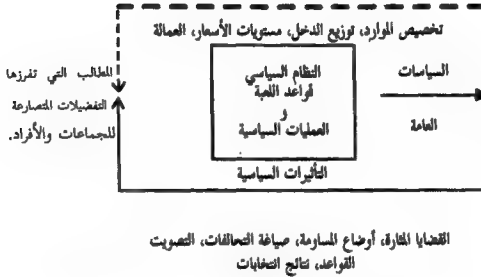 تخصيص الموارد، توزيع الدخل، مستويات الأسعار، العمالة
المطالب التي تفرزها
التفضيلات المتصارعة
للجماعات والأفراد.
النظام السياسي
قواعد اللعبة
و
العمليات السياسية
السياسات
العامة
التأثيرات السياسية
القضايا المثارة، أوضاع المساومة، صياغة التحالفات، التصويت
القواعد، نتائج انتخابات